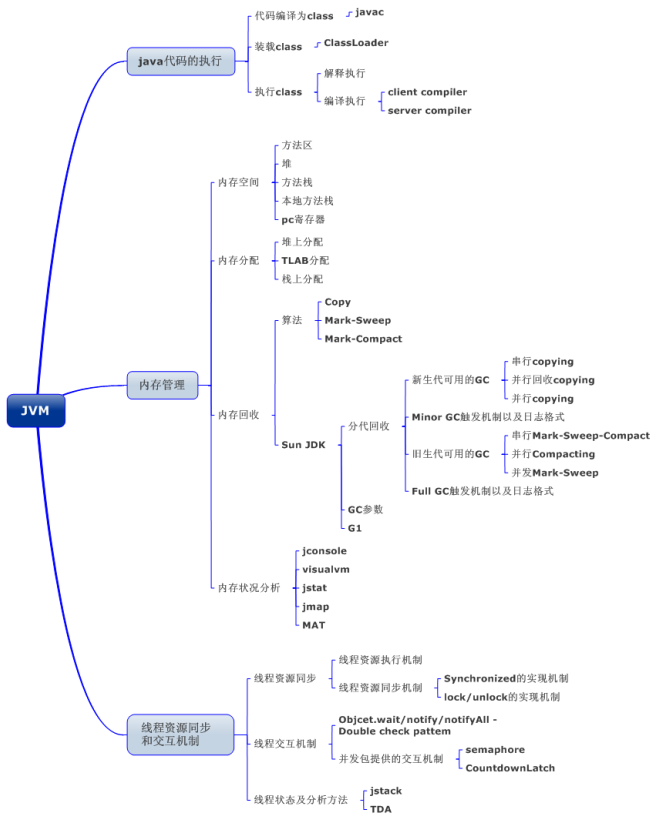 代码编译为class
javac
装载class
ClassLoader
java代码的执行
解释执行
执行class
编译执行
client compiler
server compiler
方法区
堆
内存空间
方法栈
本地方法栈
pc寄存器
堆上分配
内存分配
TLAB分配
栈上分配
Copy
算法
Mark-Sweep
Mark-Compact
内存管理
JVM
内存回收
Sun JDK
串行copying
新生代可用的GC
并行回收copying
并行copying
分代回收
Minor GC触发机制以及日志格式
串行Mark-Sweep-Compact
旧生代可用的GC
并行Compacting
并发Mark-Sweep
Full GC触发机制以及日志格式
GC参数
G1
jconsole
visualvm
内存状况分析
jstat
jmap
MAT
线程资源执行机制
线程资源同步
线程资源同步机制
Synchronized的实现机制
lock/unlock的实现机制
线程资源同步
和交互机制
Objcet.wait/notify/notifyAll -
Double check pattem
线程交互机制
并发包提供的交互机制
semaphore
CountdownLatch
线程状态及分析方法
jstack
TDA